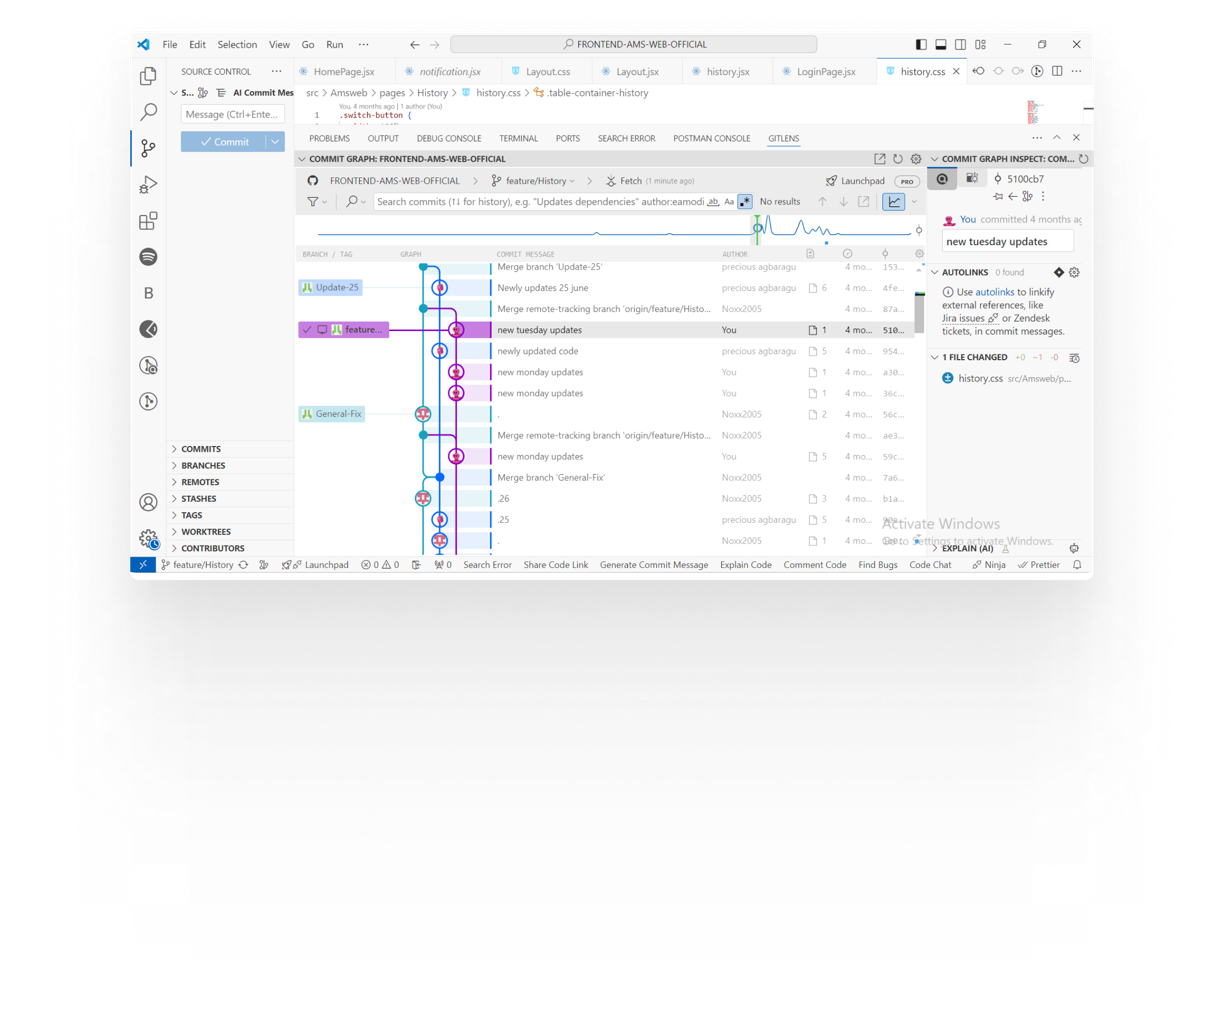 File Edit Selection View Go Run ··· FRONTEND-AMS-WEB-OFFICIAL
SOURCE CONTROL ··· HomePage.jsx notification.jsx Layout.css Layout.jsx history.jsx LoginPage.jsx history.css
S... AI Commit Mes src > Amsweb > pages > History > history.css > .table-container-history
You, 4 months ago | 1 author (You)
Message (Ctrl+Ente... 1 .switch-button {
Commit PROBLEMS OUTPUT DEBUG CONSOLE TERMINAL PORTS SEARCH ERROR POSTMAN CONSOLE GITLENS
COMMIT GRAPH: FRONTEND-AMS-WEB-OFFICIAL COMMIT GRAPH INSPECT: COM...
FRONTEND-AMS-WEB-OFFICIAL > feature/History > Fetch (1 minute ago) Launchpad PRO 5100cb7
Search commits (↑↓ for history), e.g. "Updates dependencies" author:eamodi ab Aa .* No results
You committed 4 months ag
new tuesday updates
BRANCH / TAG GRAPH COMMIT MESSAGE AUTHOR
Merge branch 'Update-25' precious agbaragu 4 mo... 153...
AUTOLINKS 0 found
Update-25 Newly updates 25 june precious agbaragu 6 4 mo... 4fe...
Use autolinks to linkify
external references, like
Jira issues or Zendesk
tickets, in commit messages.
Merge remote-tracking branch 'origin/feature/Histo... Noxx2005 4 mo... 87a...
feature... new tuesday updates You 1 4 mo... 510...
newly updated code precious agbaragu 5 4 mo... 954...
1 FILE CHANGED +0 ~1 -0
new monday updates You 1 4 mo... a30...
history.css src/Amsweb/p...
new monday updates You 1 4 mo... 36c...
General-Fix . Noxx2005 2 4 mo... 56c...
Merge remote-tracking branch 'origin/feature/Histo... Noxx2005 4 mo... ae3...
new monday updates You 5 4 mo... 59c...
Merge branch 'General-Fix' Noxx2005 4 mo... 7a6...
.26 Noxx2005 3 4 mo... b1a...
.25 precious agbaragu 5 4 mo...
. Noxx2005 1 4 mo...
COMMITS
BRANCHES
REMOTES
STASHES
TAGS
WORKTREES
CONTRIBUTORS
Activate Windows
Go to Settings to activate Windows.
EXPLAIN (AI)
feature/History Launchpad 0 0 0 Search Error Share Code Link Generate Commit Message Explain Code Comment Code Find Bugs Code Chat Ninja Prettier